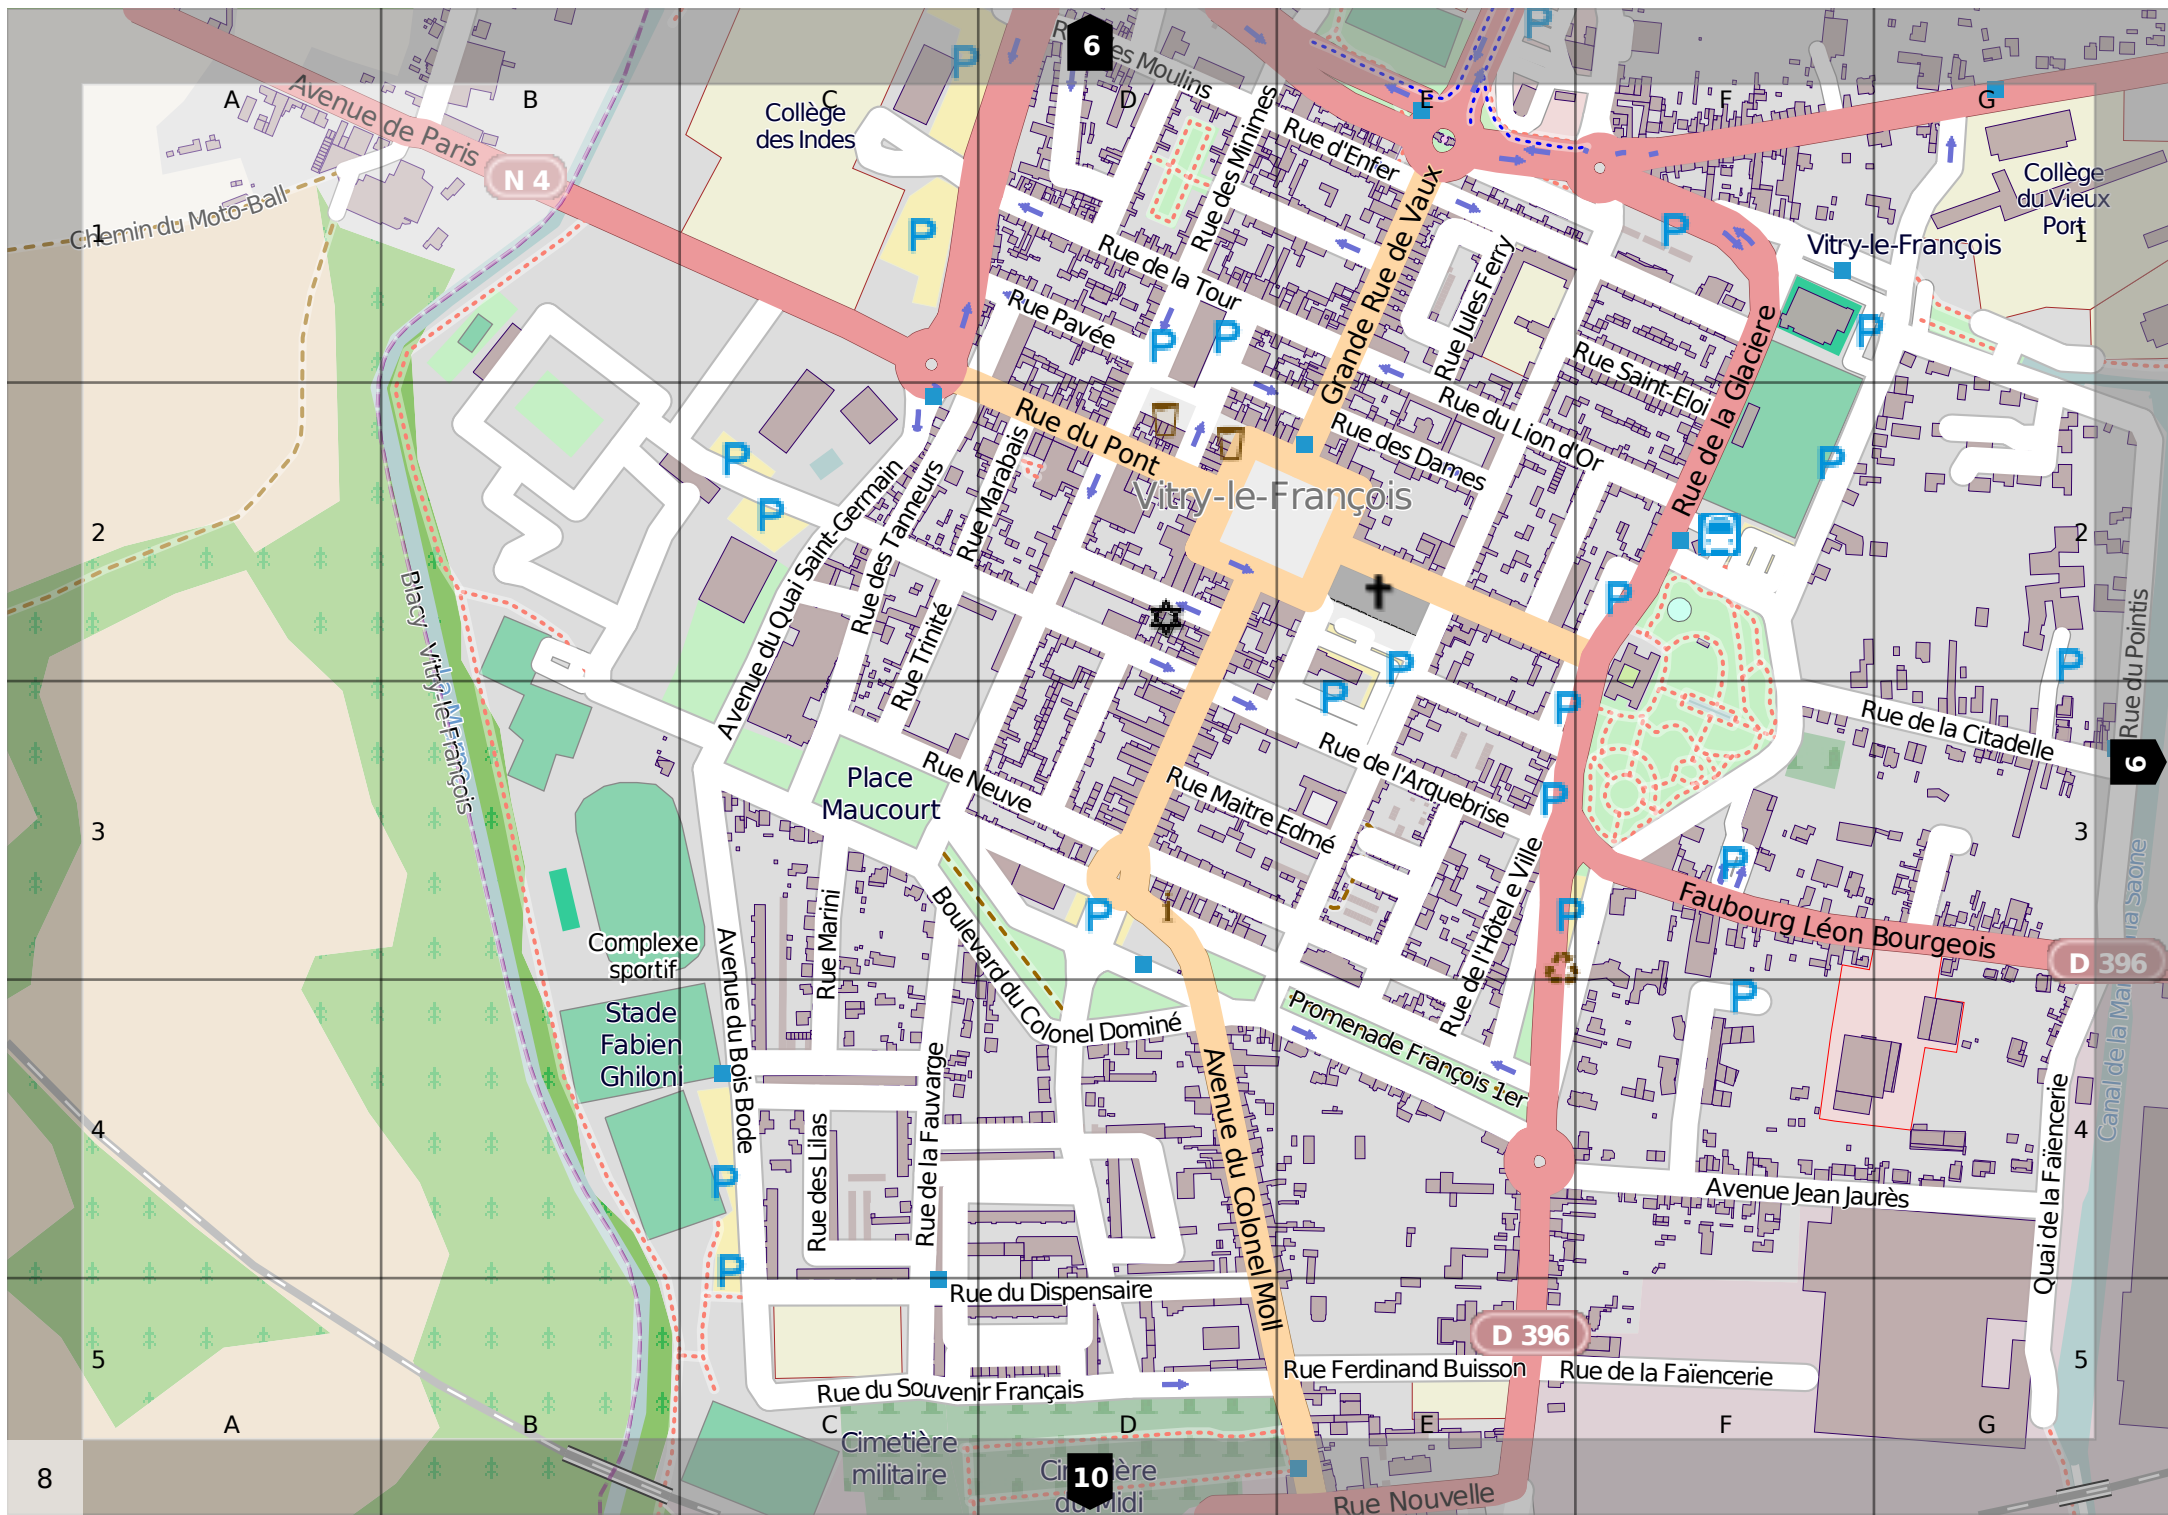 6
Rue des Moulins
A
B
C
D
E
F
G
Avenue de Paris
N 4
Chemin du Moto-Ball
1
Collège
des Indes
Rue des Minimes
Rue d'Enfer
Grande Rue de Vaux
Rue de la Tour
Rue Pavée
Rue Jules Ferry
Rue Saint-Eloi
Rue de la Glaciere
Vitry-le-François
Collège
du Vieux
Port
1
Rue du Pont
Rue des Dames
Rue du Lion d'Or
Vitry-le-François
2
2
Avenue du Quai Saint-Germain
Rue des Tanneurs
Rue Marabais
Rue Trinité
Blacy
Vitry-le-François
Rue du Pointis
Rue de la Citadelle
9
Place
Maucourt
Rue Neuve
Rue Maitre Edmé
Rue de l'Arquebrise
Rue de l'Hôtel e Ville
3
3
Faubourg Léon Bourgeois
D 396
Complexe
sportif
Stade
Fabien
Ghiloni
Avenue du Bois Bode
Rue Marini
Boulevard du Colonel Dominé
Promenade François 1er
Rue des Lilas
Rue de la Fauvarge
Avenue du Colonel Moll
4
4
Avenue Jean Jaurès
Quai de la Faïencerie
Rue du Dispensaire
D 396
Rue Ferdinand Buisson
Rue de la Faïencerie
5
5
Rue du Souvenir Français
A
B
C
D
E
F
G
Cimetière
militaire
10
du Midi
Rue Nouvelle
8